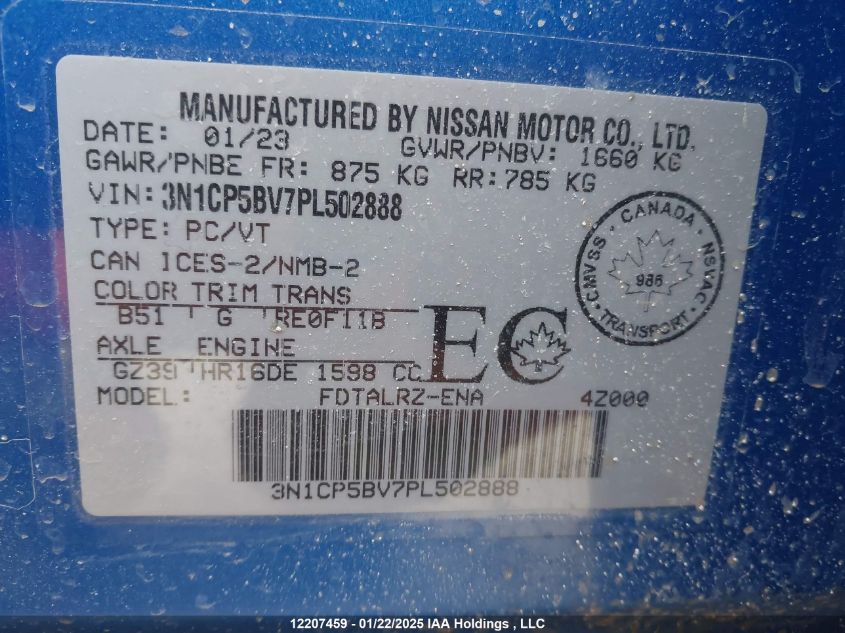 MANUFACTURED BY NISSAN MOTOR CO., LTD.
DATE: 01/23 GVWR/PNBV: 1660 KG
GAWR/PNBE FR: 875 KG RR: 785 KG
VIN: 3N1CP5BV7PL502888
TYPE: PC/VT
CAN ICES-2/NMB-2
CMVSS · CANADA · NSVAC · TRANSPORT ·
986
COLOR TRIM TRANS
B51 G RE0F11B
EC
AXLE ENGINE
GZ39 HR16DE 1598 CC
MODEL: FDTALRZ-ENA 4Z000
3N1CP5BV7PL502888
12207459 - 01/22/2025 IAA Holdings , LLC